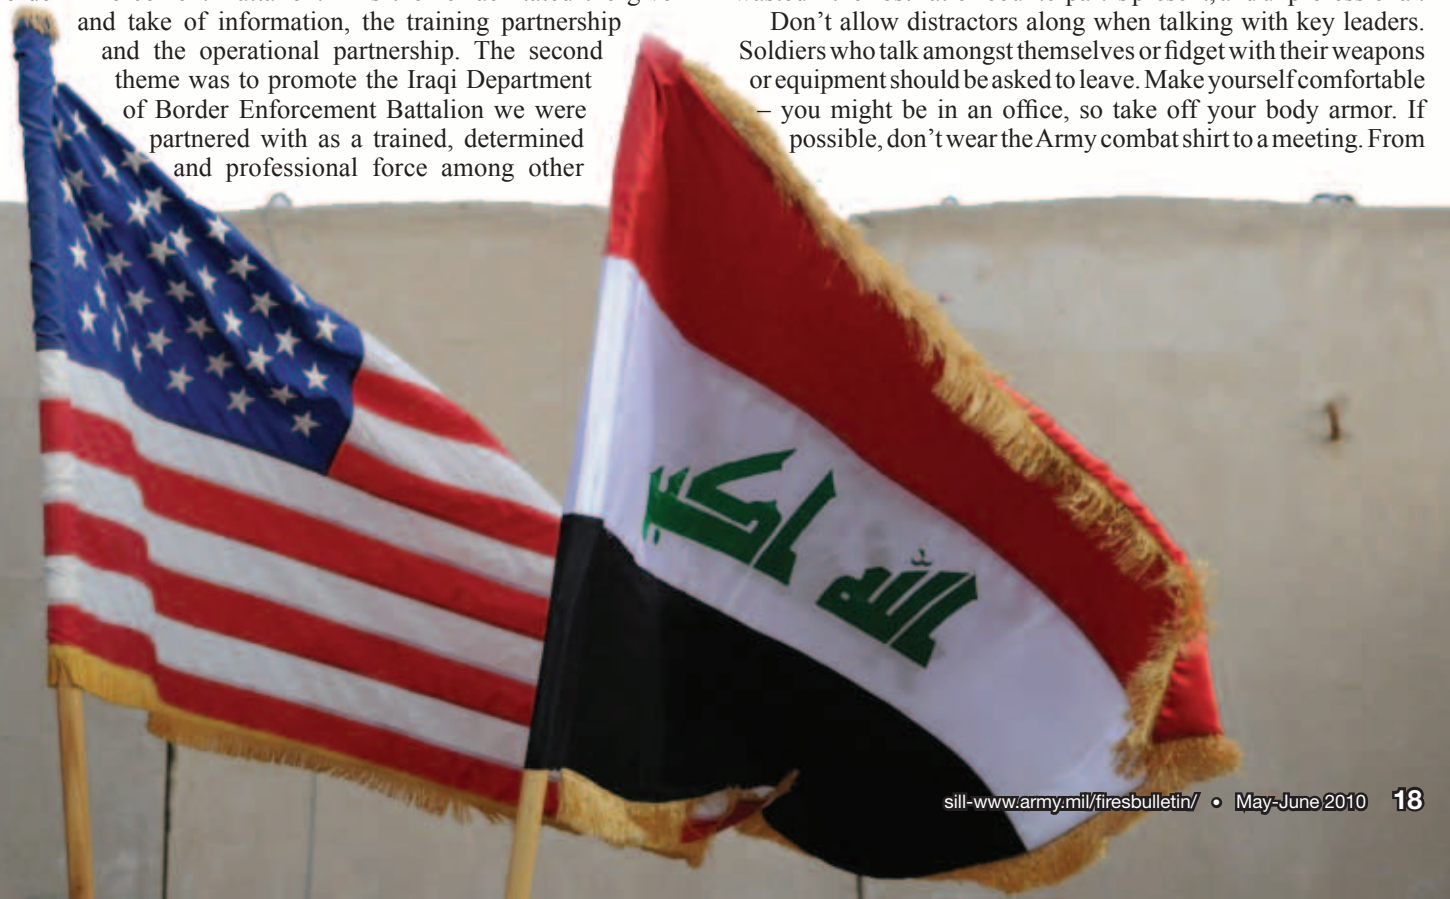 and take of information, the training partnership
and the operational partnership. The second
theme was to promote the Iraqi Department
of Border Enforcement Battalion we were
partnered with as a trained, determined
and professional force among other
Don’t allow distractors along when talking with key leaders.
Soldiers who talk amongst themselves or fidget with their weapons
or equipment should be asked to leave. Make yourself comfortable
– you might be in an office, so take off your body armor. If
possible, don’t wear the Army combat shirt to a meeting. From
الله اكبر
sill-www.army.mil/firesbulletin/ • May-June 2010 18